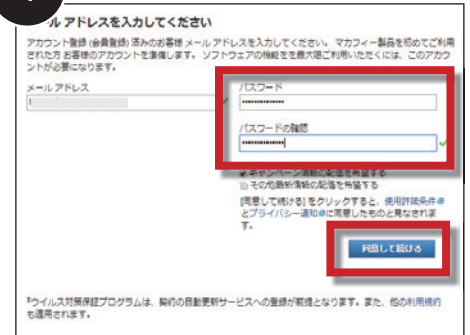 ール アドレスを入力してください
アカウント登録 (会員登録) 済みのお客様 メール アドレスを入力してください。 マカフィー製品を初めてご利用
された方 お客様のアカウントを準備します。 ソフトウェアの機能をを最大限ご利用いただくには、このアカウ
ントが必要になります。
メール アドレス
パスワード
••••••••••••••
パスワードの確認
••••••••••••••
キャンペーン情報の配信を希望する
その他最新情報の配信を希望する
[同意して続ける] をクリックすると、使用許諾条件
とプライバシー通知に同意したものと見なされま
す。
同意して続ける
ウイルス対策保証プログラムは、契約の自動更新サービスへの登録が前提となります。また、他の利用規約
も適用されます。